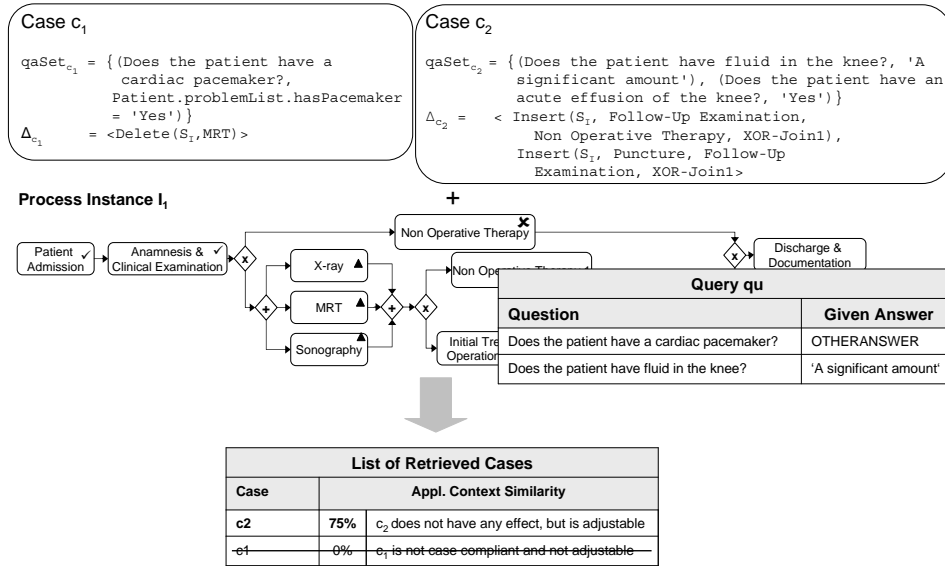 Case c1
qaSetc1 = {(Does the patient have a
cardiac pacemaker?,
Patient.problemList.hasPacemaker
= 'Yes')}
Δc1 = <Delete(SI,MRT)>
Case c2
qaSetc2 = {(Does the patient have fluid in the knee?, 'A
significant amount'), (Does the patient have an
acute effusion of the knee?, 'Yes')}
Δc2 = < Insert(SI, Follow-Up Examination,
Non Operative Therapy, XOR-Join1),
Insert(SI, Puncture, Follow-Up
Examination, XOR-Join1>
Process Instance I1
+
Patient
Admission
Anamnesis &
Clinical Examination
x
Non Operative Therapy
x
Discharge &
Documentation
+
X-ray
MRT
Sonography
+
x
Non Operative
Initial Tre
Operation
Query qu
Question Given Answer
Does the patient have a cardiac pacemaker? OTHERANSWER
Does the patient have fluid in the knee? 'A significant amount'
List of Retrieved Cases
Case Appl. Context Similarity
c2 75% c2 does not have any effect, but is adjustable
c1 0% c1 is not case compliant and not adjustable